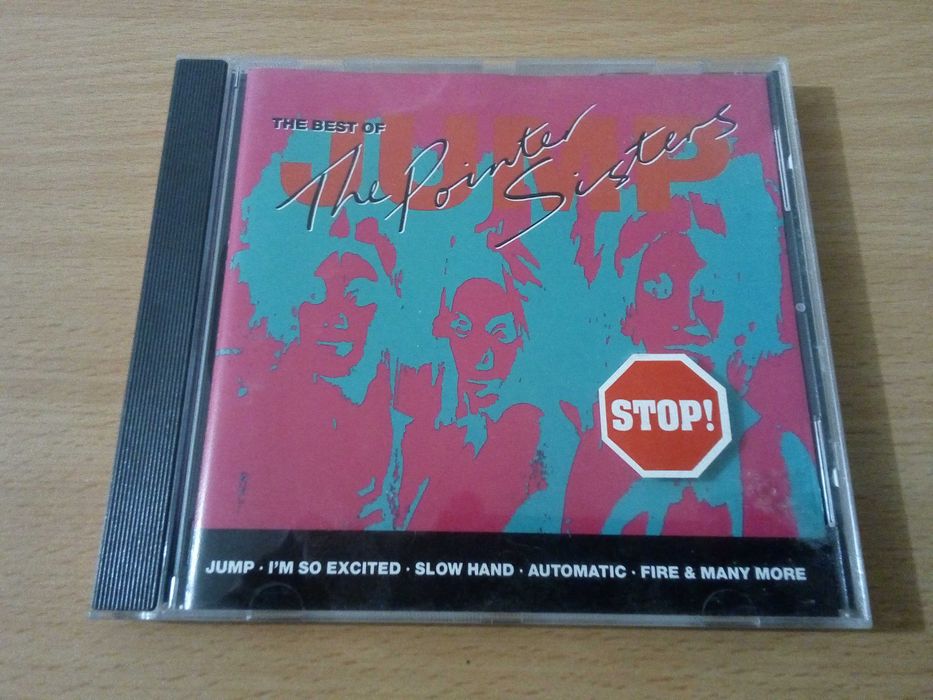 THE BEST OF
JUMP
The Pointer Sisters
STOP!
JUMP · I'M SO EXCITED · SLOW HAND · AUTOMATIC · FIRE & MANY MORE